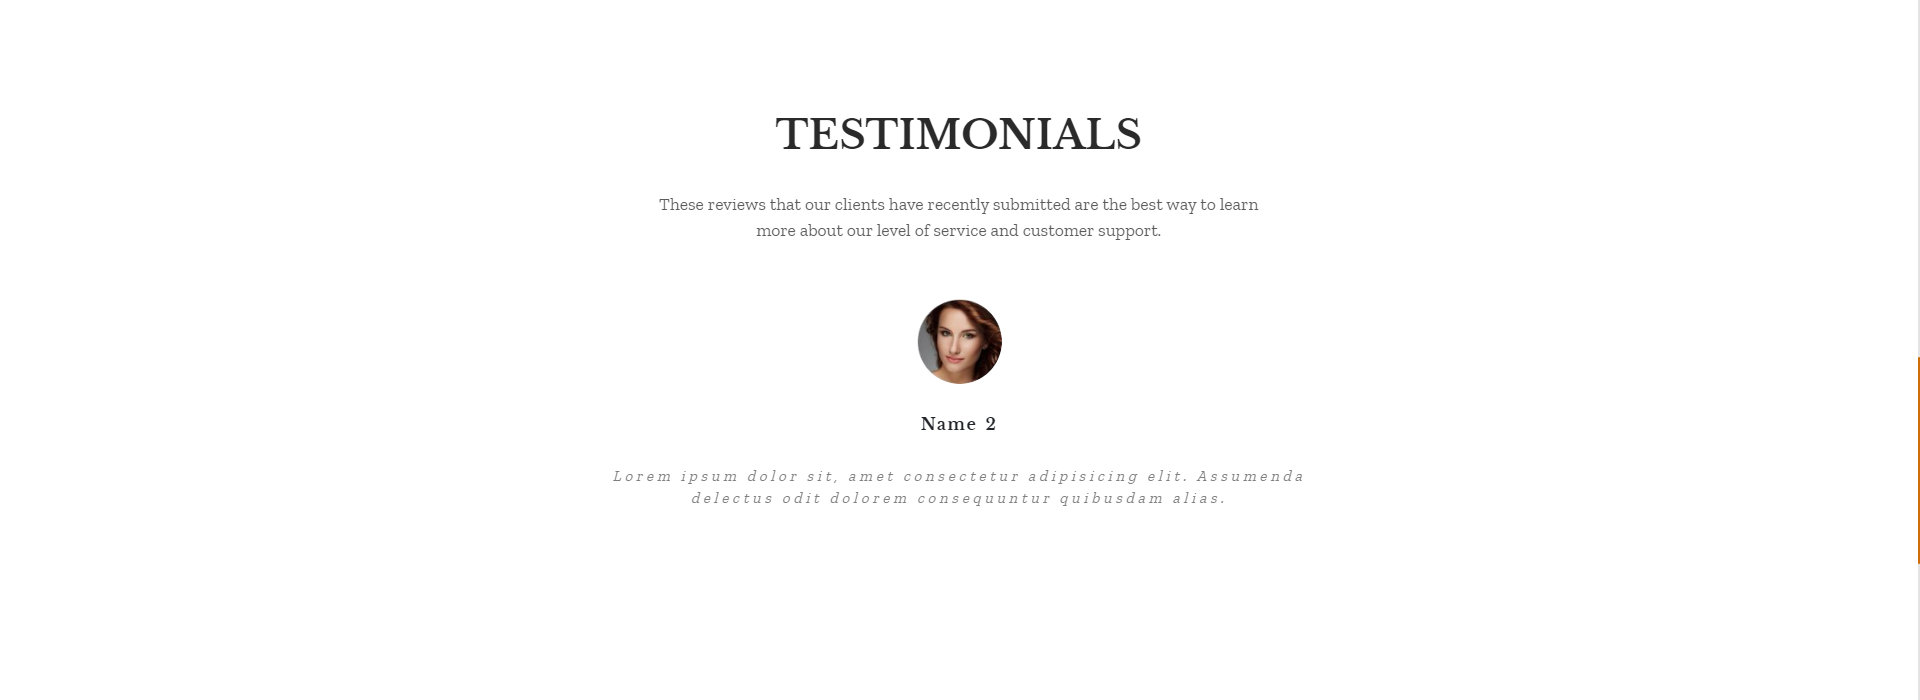 TESTIMONIALS
These reviews that our clients have recently submitted are the best way to learn
more about our level of service and customer support.
Name 2
Lorem ipsum dolor sit, amet consectetur adipisicing elit. Assumenda
delectus odit dolorem consequuntur quibusdam alias.